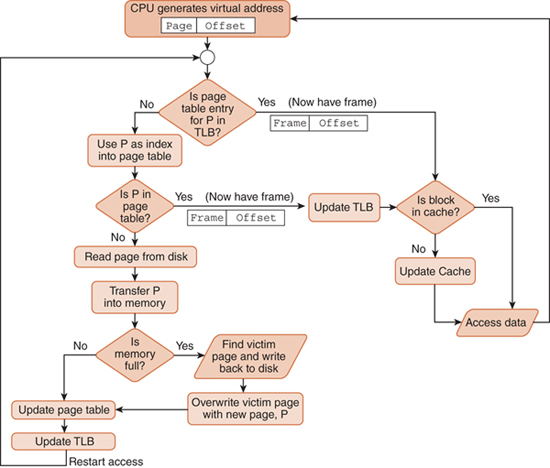 CPU generates virtual address
Page Offset
Is page
table entry
for P in
TLB?
No
Yes (Now have frame)
Frame Offset
Use P as index
into page table
Is P in
page
table?
Yes (Now have frame)
Frame Offset
Update TLB
Is block
in cache?
Yes
No
Update Cache
Access data
No
Read page from disk
Transfer P
into memory
Is
memory
full?
No
Yes
Find victim
page and write
back to disk
Overwrite victim page
with new page, P
Update page table
Update TLB
Restart access